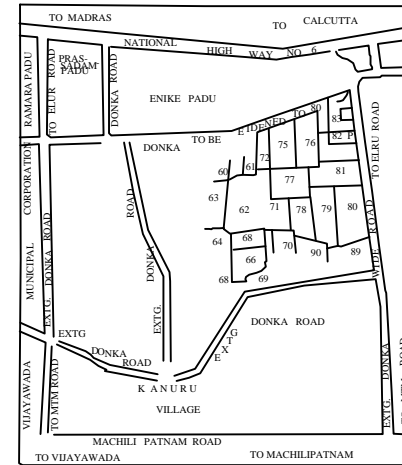 TO MADRAS
TO CALCUTTA
NATIONAL HIGH WAY NO 6
RAMARA PADU
TO ELUR ROAD
PRAS-
SADAM-
PADU
DONKA ROAD
ENIKE PADU
TO BE
EIDENED TO
DONKA
80
83
82 P
75
76
72
61
60
81
77
63
62
71
78
79
80
64
68
66
70
90
89
68
69
TO ELRU ROAD
WIDE ROAD
CORPORATION
MUNICIPAL
VIJAYAWADA
EXTG. DONKA ROAD
ROAD
DONKA
EXTG.
EXTG
DONKA
ROAD
TO MTM ROAD
DONKA ROAD
EXTG
KANURU
VILLAGE
EXTG. DONKA
MACHILI PATNAM ROAD
TO VIJAYAWADA
TO MACHILIPATNAM